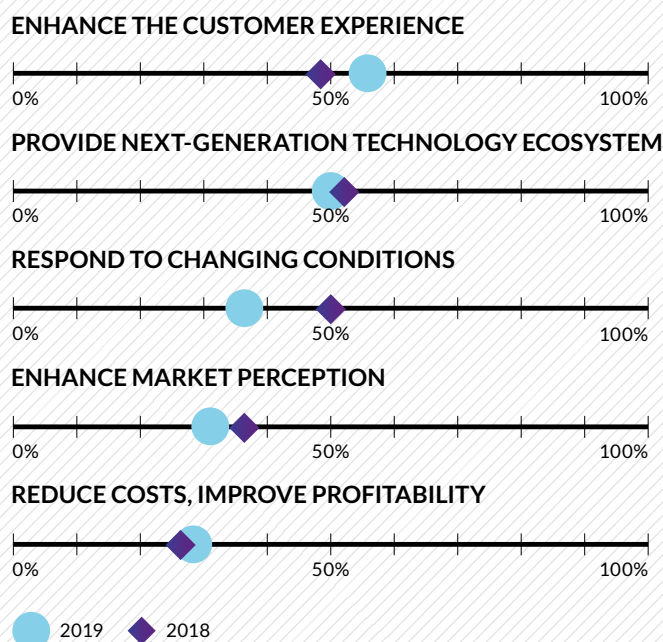 ENHANCE THE CUSTOMER EXPERIENCE
0% 50% 100%
PROVIDE NEXT-GENERATION TECHNOLOGY ECOSYSTEM
0% 50% 100%
RESPOND TO CHANGING CONDITIONS
0% 50% 100%
ENHANCE MARKET PERCEPTION
0% 50% 100%
REDUCE COSTS, IMPROVE PROFITABILITY
0% 50% 100%
2019 2018